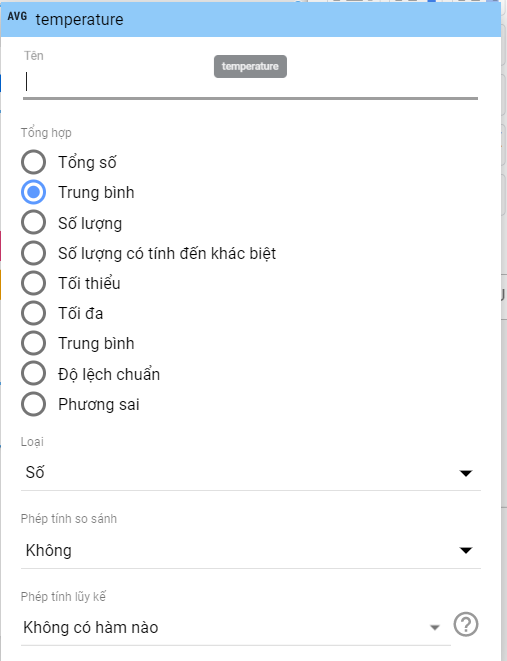 AVG temperature
Tên
temperature
Tổng hợp
Tổng số
Trung bình
Số lượng
Số lượng có tính đến khác biệt
Tối thiểu
Tối đa
Trung bình
Độ lệch chuẩn
Phương sai
Loại
Số
Phép tính so sánh
Không
Phép tính lũy kế
Không có hàm nào
?